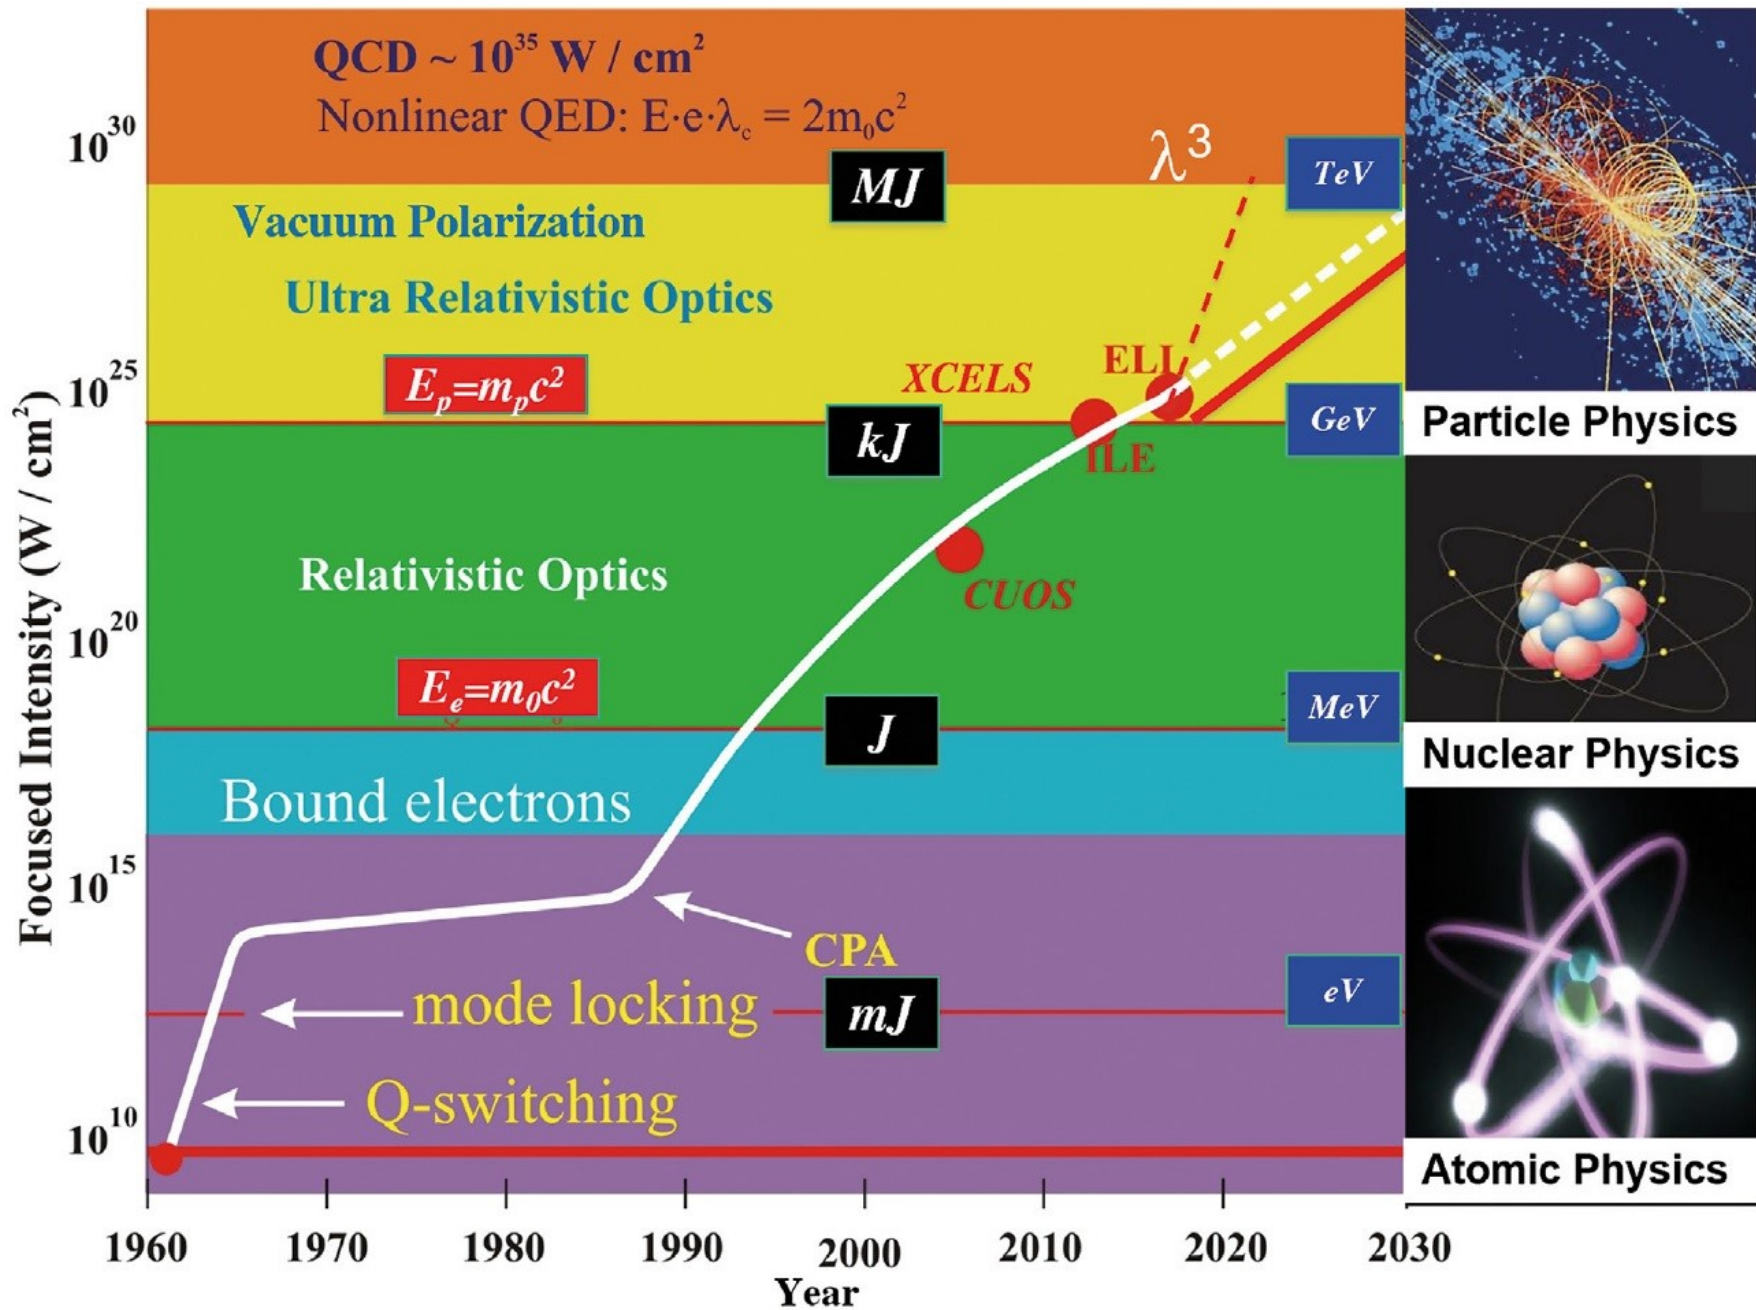 QCD ~ 10³⁵ W / cm²
Nonlinear QED: E·e·λc = 2m₀c²
λ³
MJ
TeV
Vacuum Polarization
Ultra Relativistic Optics
Eₚ=mₚc²
XCELS
ELI
kJ
GeV
ILE
Relativistic Optics
CUOS
Eₑ=m₀c²
J
MeV
Bound electrons
CPA
mode locking
mJ
eV
Q-switching
Focused Intensity (W / cm²)
10³⁰
10²⁵
10²⁰
10¹⁵
10¹⁰
1960 1970 1980 1990 2000 2010 2020 2030
Year
Particle Physics
Nuclear Physics
Atomic Physics